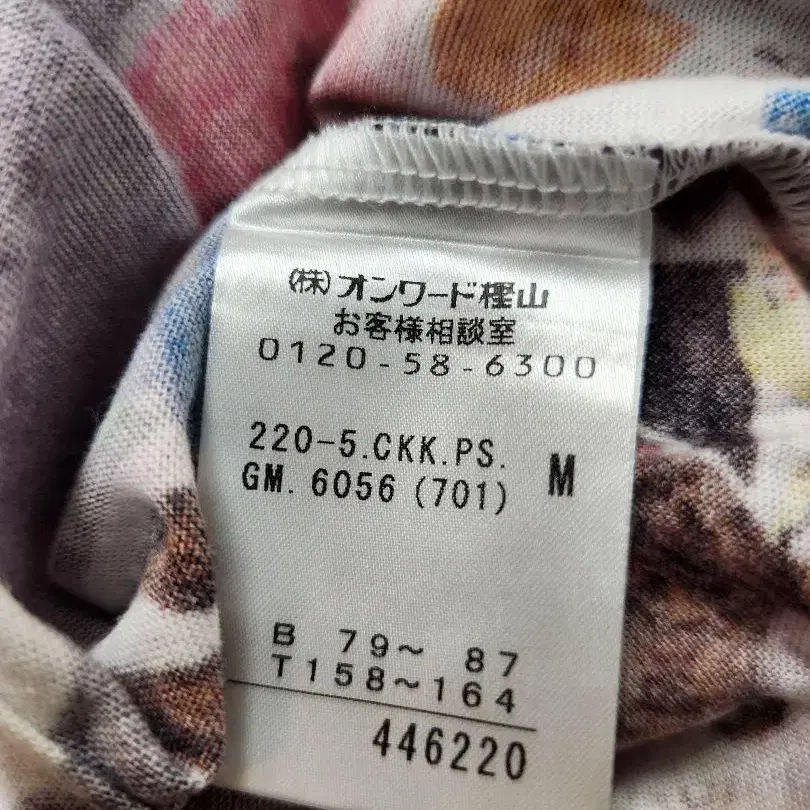 (株)オンワード樫山
お客様相談室
0120-58-6300
220-5.CKK.PS. M
GM. 6056 (701)
B 79~ 87
T158~164
446220